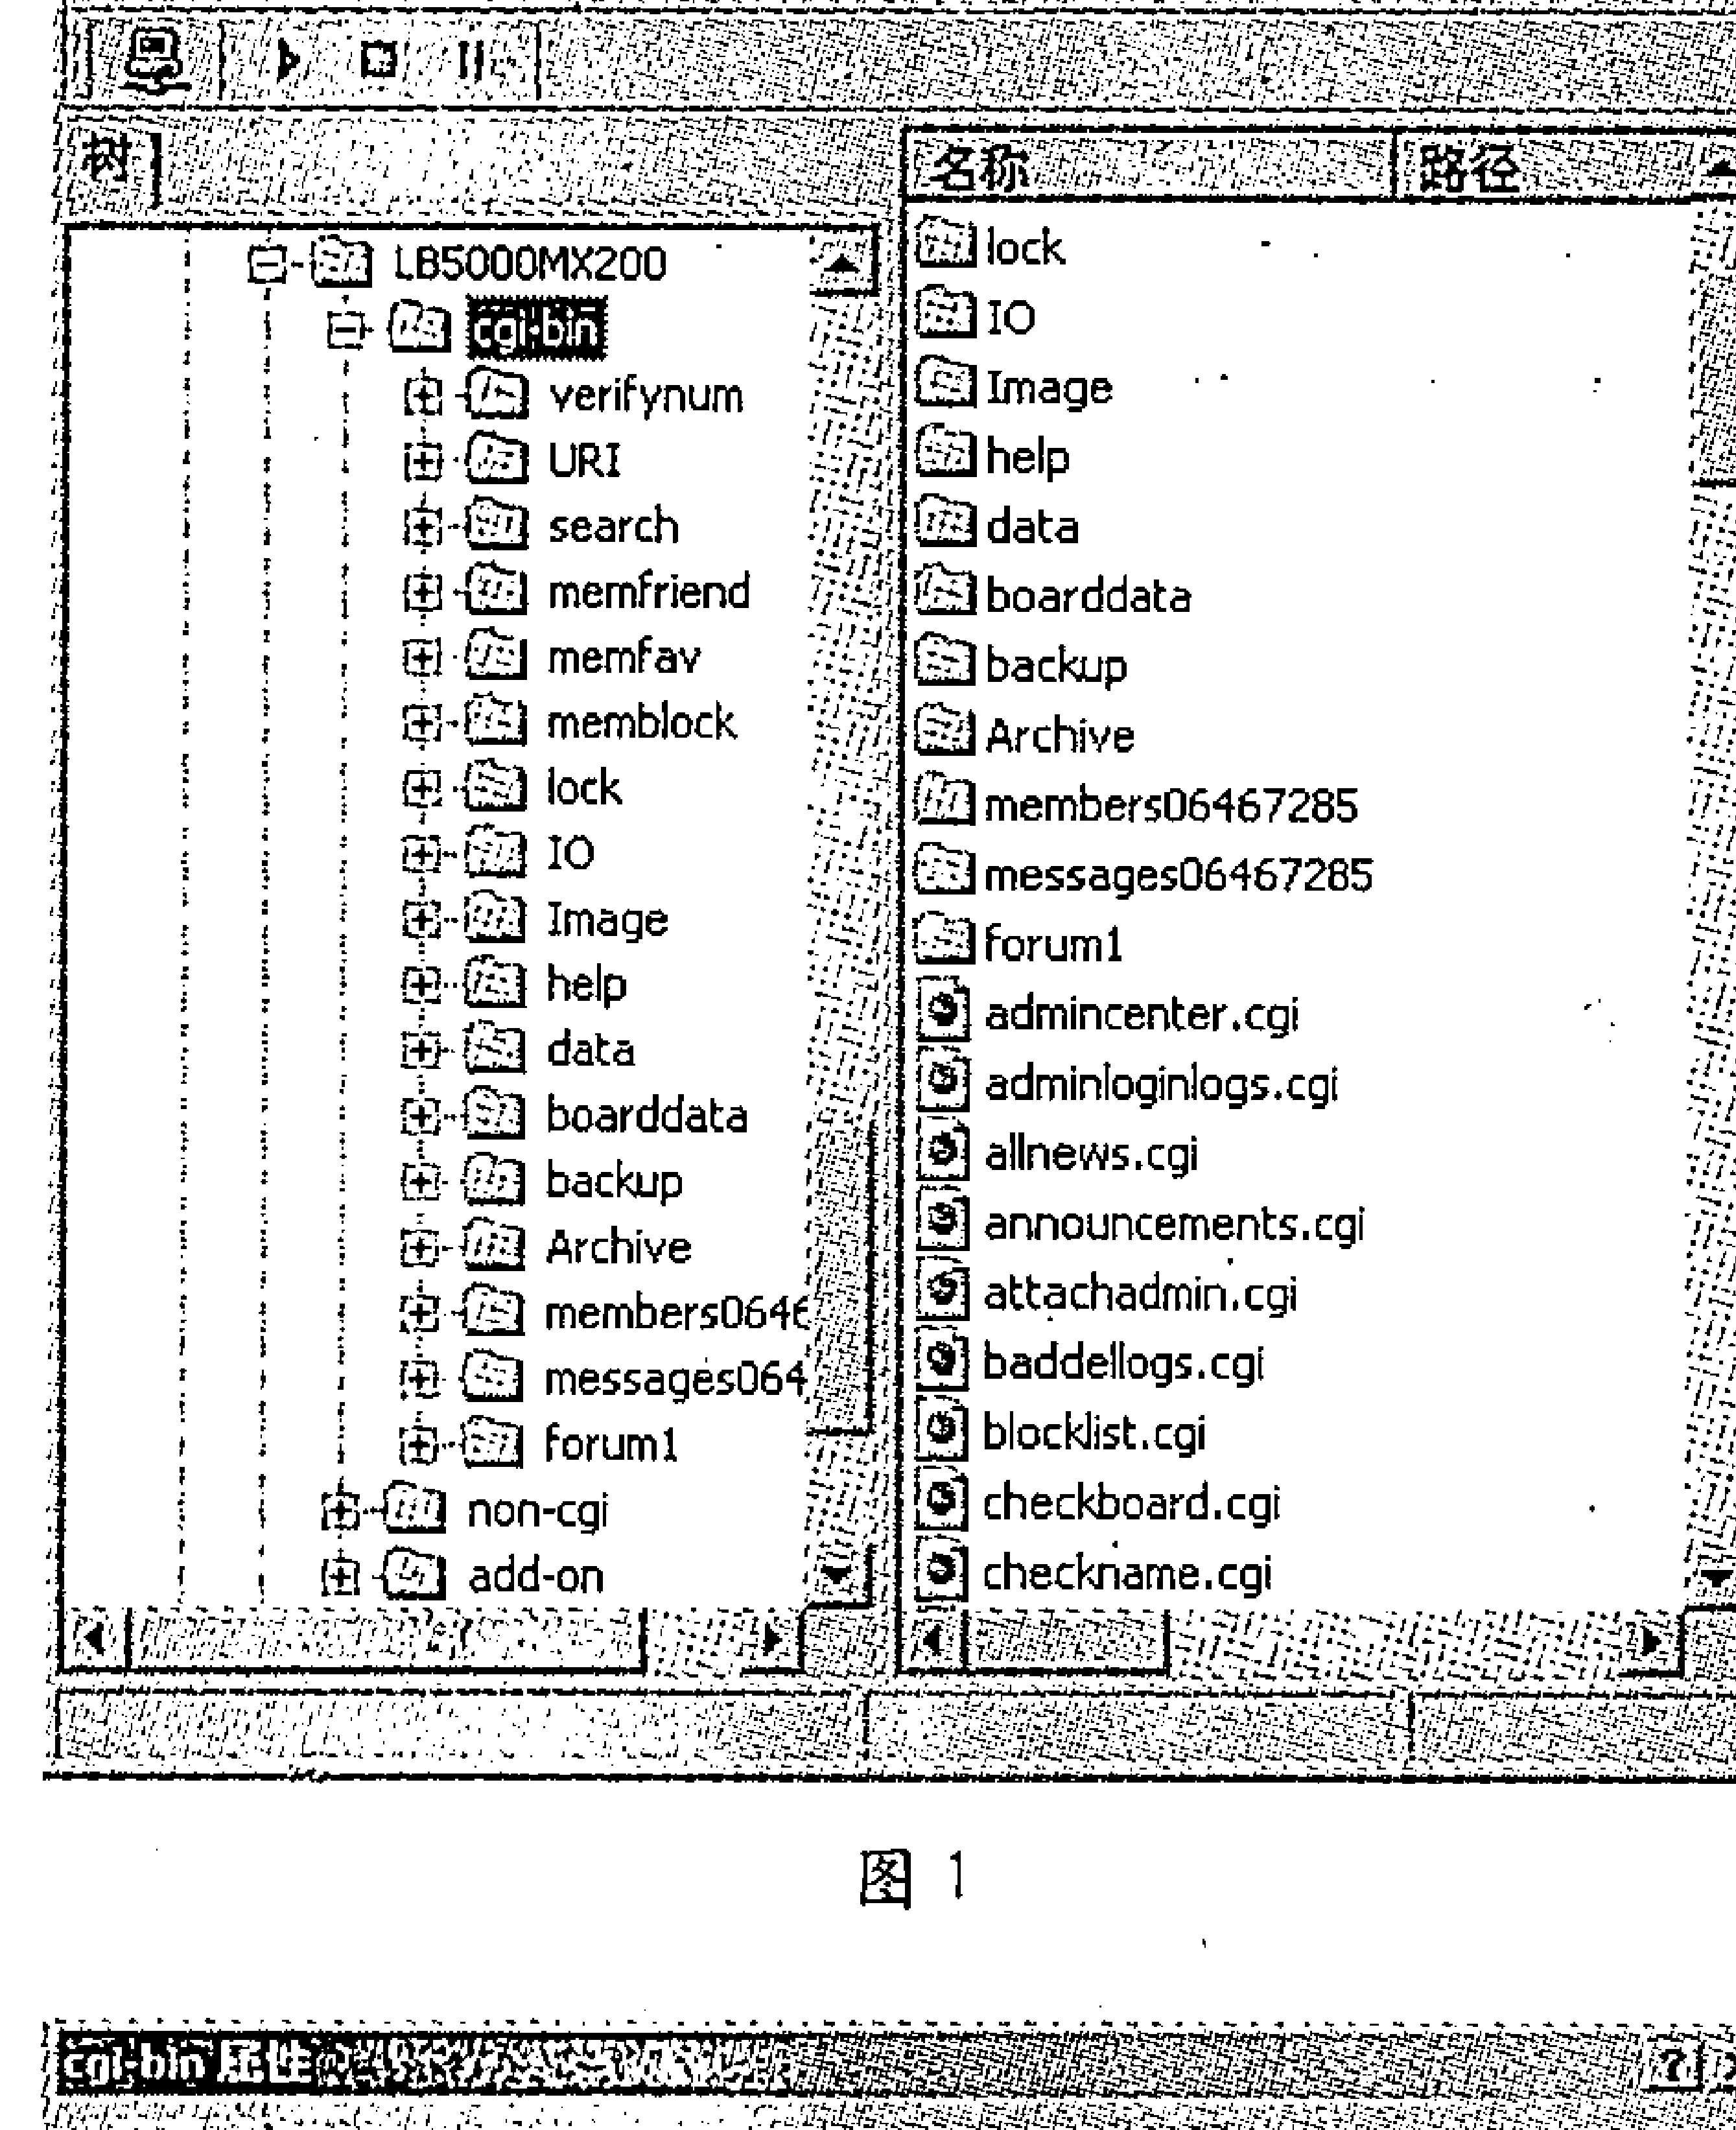 树
名称 路径
LB5000MX200
cgi-bin
verifynum
URI
search
memfriend
memfav
memblock
lock
IO
Image
help
data
boarddata
backup
Archive
members0646
messages064
forum1
non-cgi
add-on
lock
IO
Image
help
data
boarddata
backup
Archive
members06467285
messages06467285
forum1
admincenter.cgi
adminloginlogs.cgi
allnews.cgi
announcements.cgi
attachadmin.cgi
baddellogs.cgi
blocklist.cgi
checkboard.cgi
checkname.cgi
图 1
cgi-bin 属性